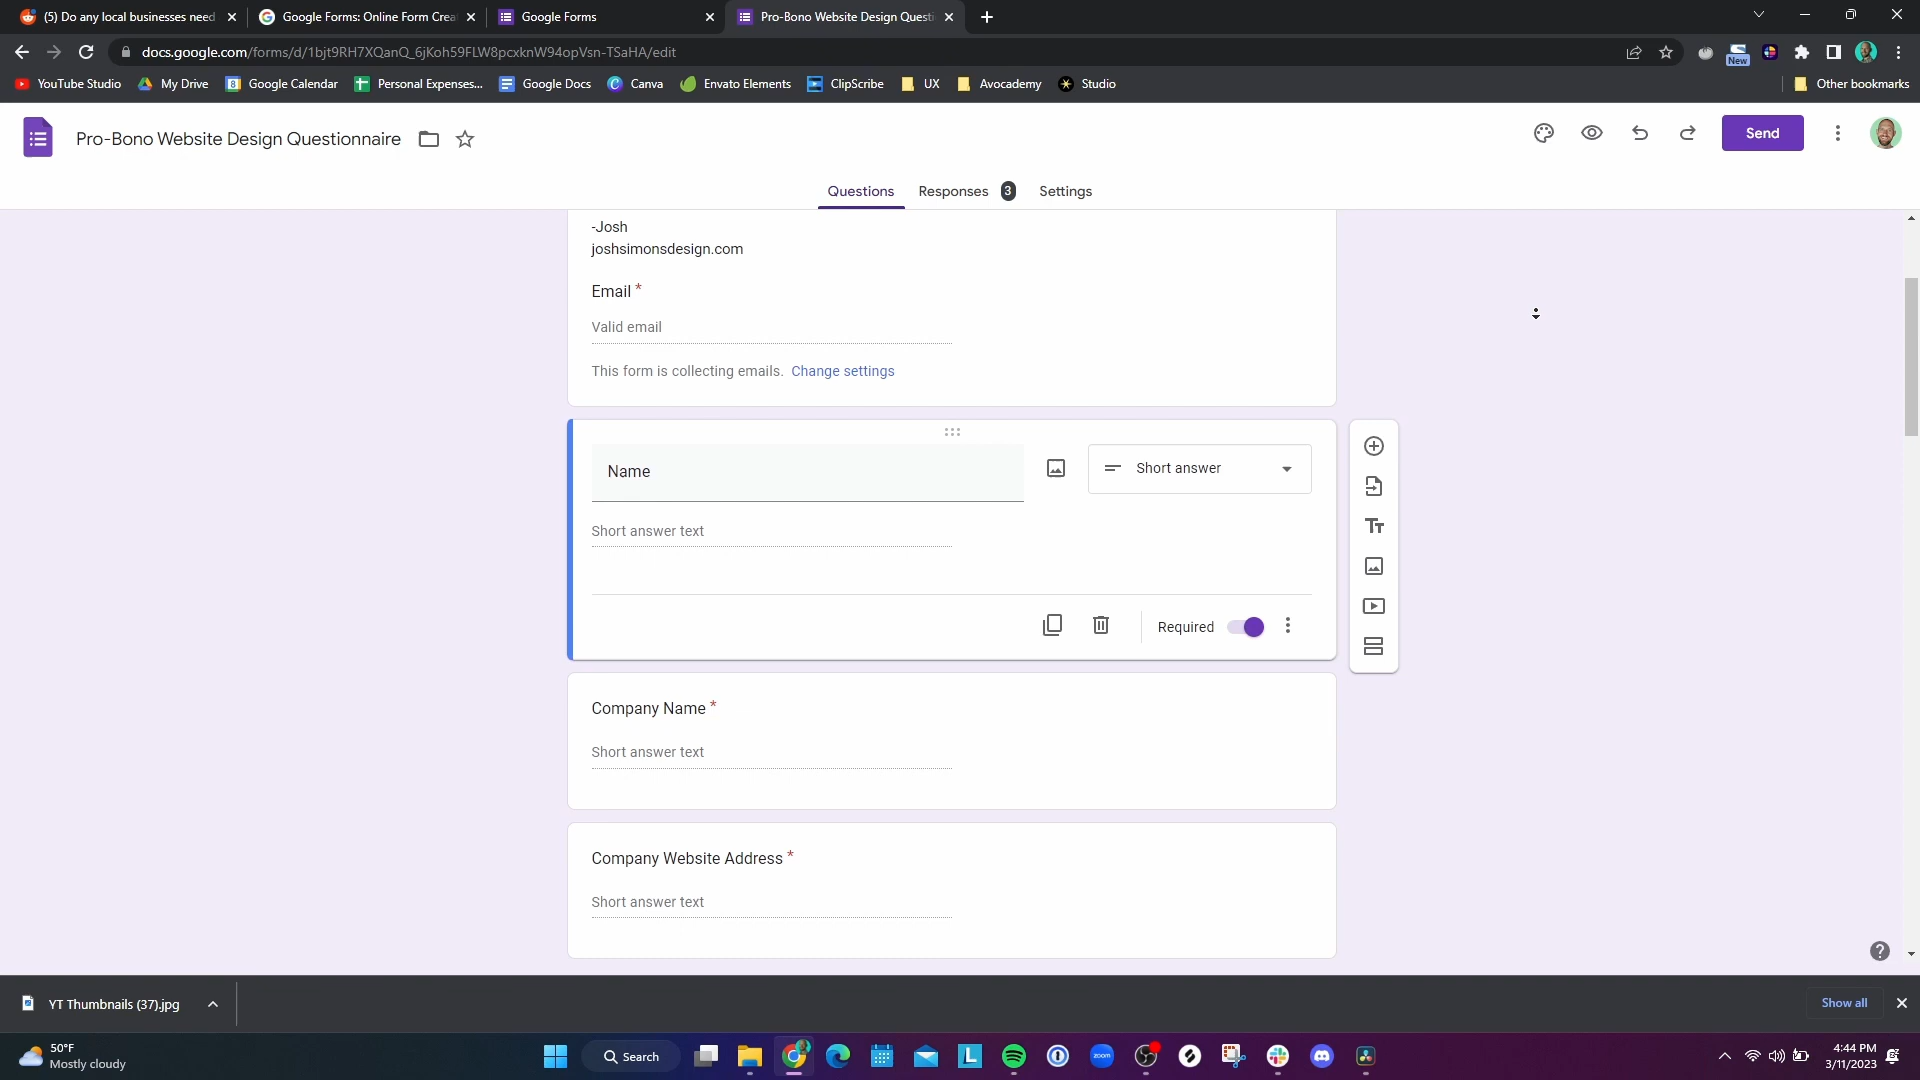 (5) Do any local businesses need
Google Forms: Online Form Crea
Google Forms
Pro-Bono Website Design Questi
docs.google.com/forms/d/1bjt9RH7XQanQ_6jKoh59FLW8pcxknW94opVsn-TSaHA/edit
New
YouTube Studio
My Drive
8
Google Calendar
Personal Expenses...
Google Docs
Canva
Envato Elements
ClipScribe
UX
Avocademy
Studio
Other bookmarks
Pro-Bono Website Design Questionnaire
Send
Questions
Responses 3
Settings
-Josh
joshsimonsdesign.com
Email *
Valid email
This form is collecting emails. Change settings
Name
Short answer
Short answer text
Required
Company Name *
Short answer text
Company Website Address *
Short answer text
YT Thumbnails (37).jpg
Show all
50°F
Mostly cloudy
Search
L
zoom
4:44 PM
3/11/2023